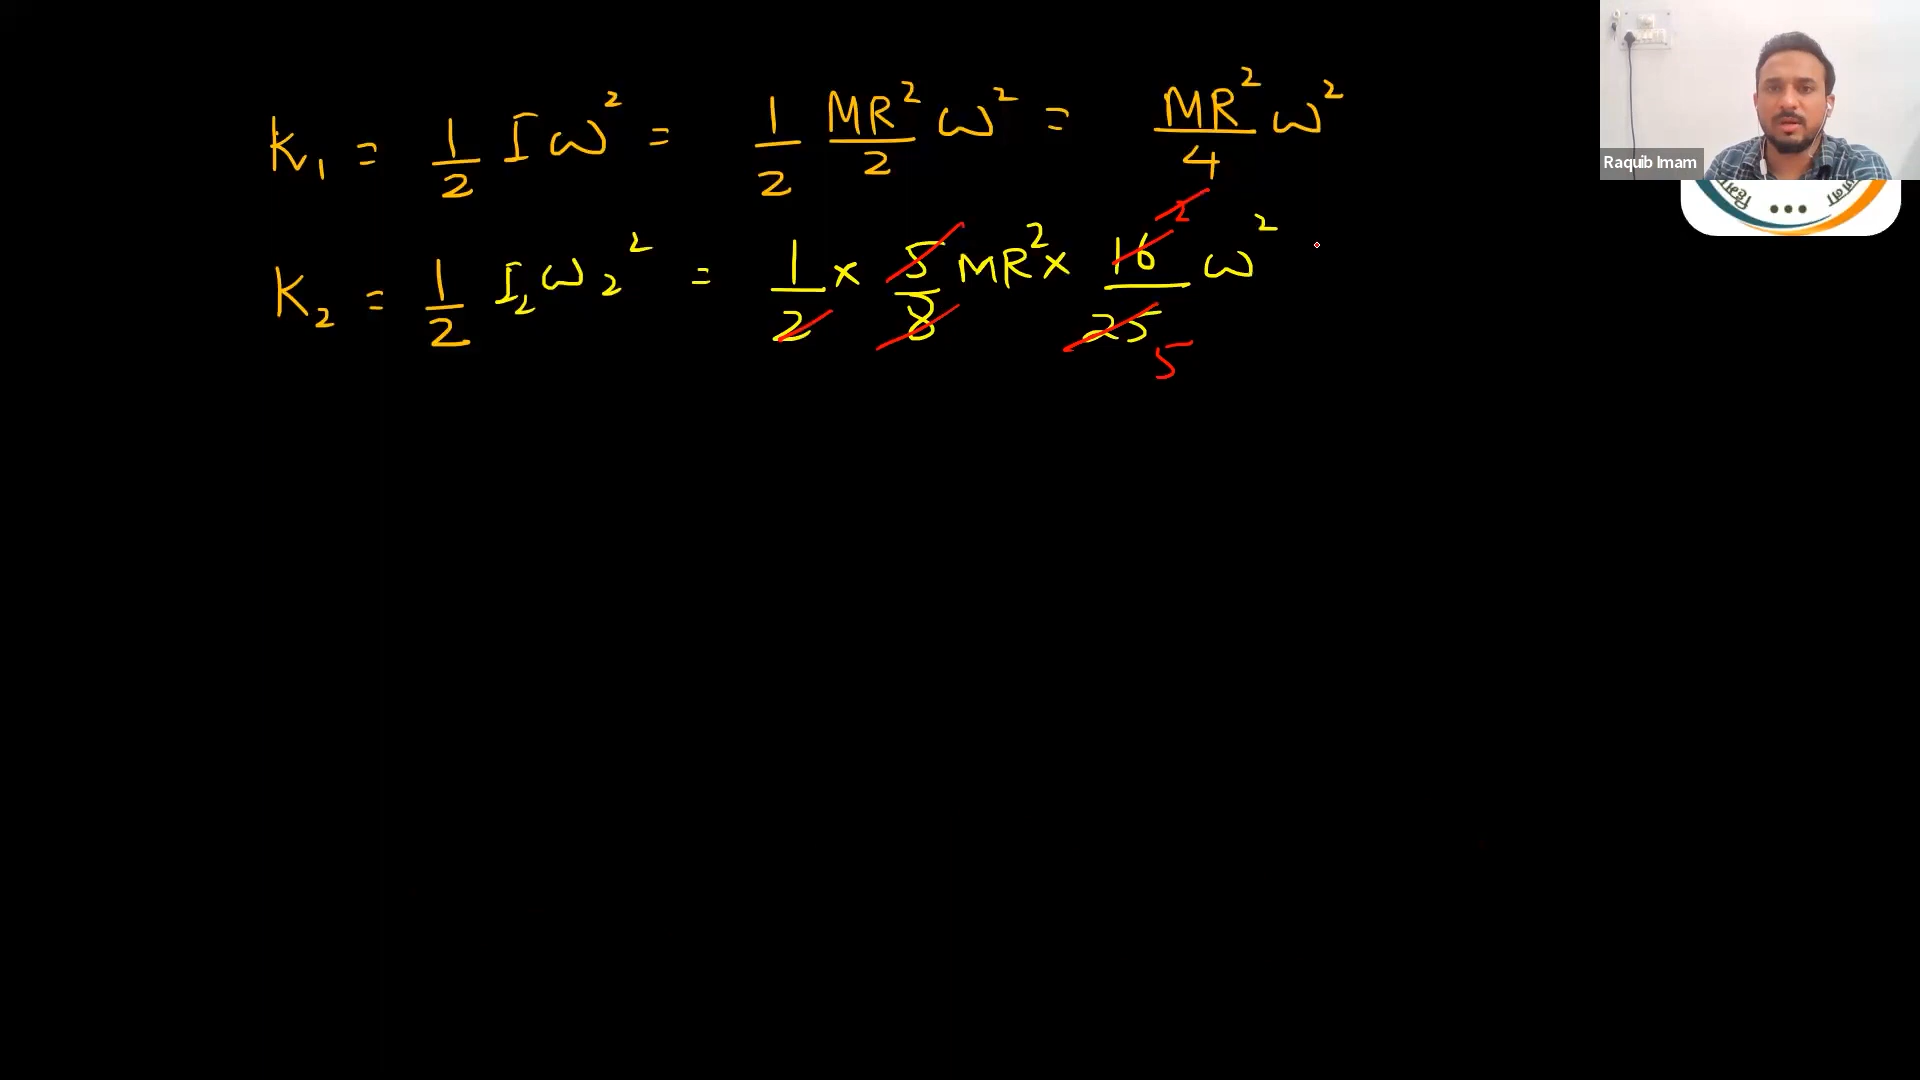 K₁ = 1/2 I ω² = 1/2 MR²/2 ω² = MR²/4 ω²
K₂ = 1/2 I₂ω₂² = 1/2 × 5/8 MR² × 16/25 ω²
2
5
Raquib Imam